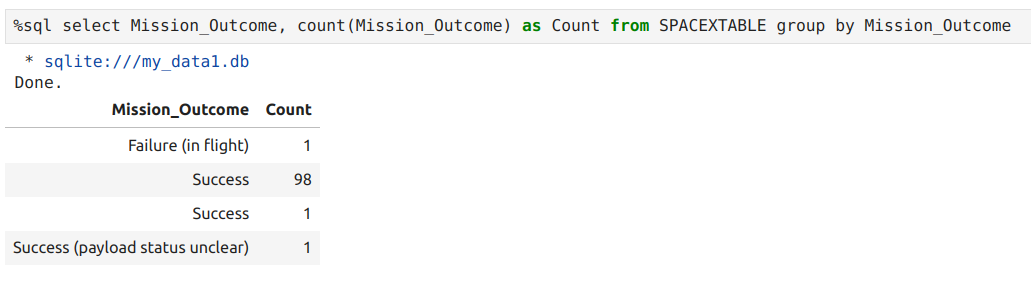 %sql select Mission_Outcome, count(Mission_Outcome) as Count from SPACEXTABLE group by Mission_Outcome
* sqlite:///my_data1.db
Done.
Mission_Outcome Count
Failure (in flight) 1
Success 98
Success 1
Success (payload status unclear) 1